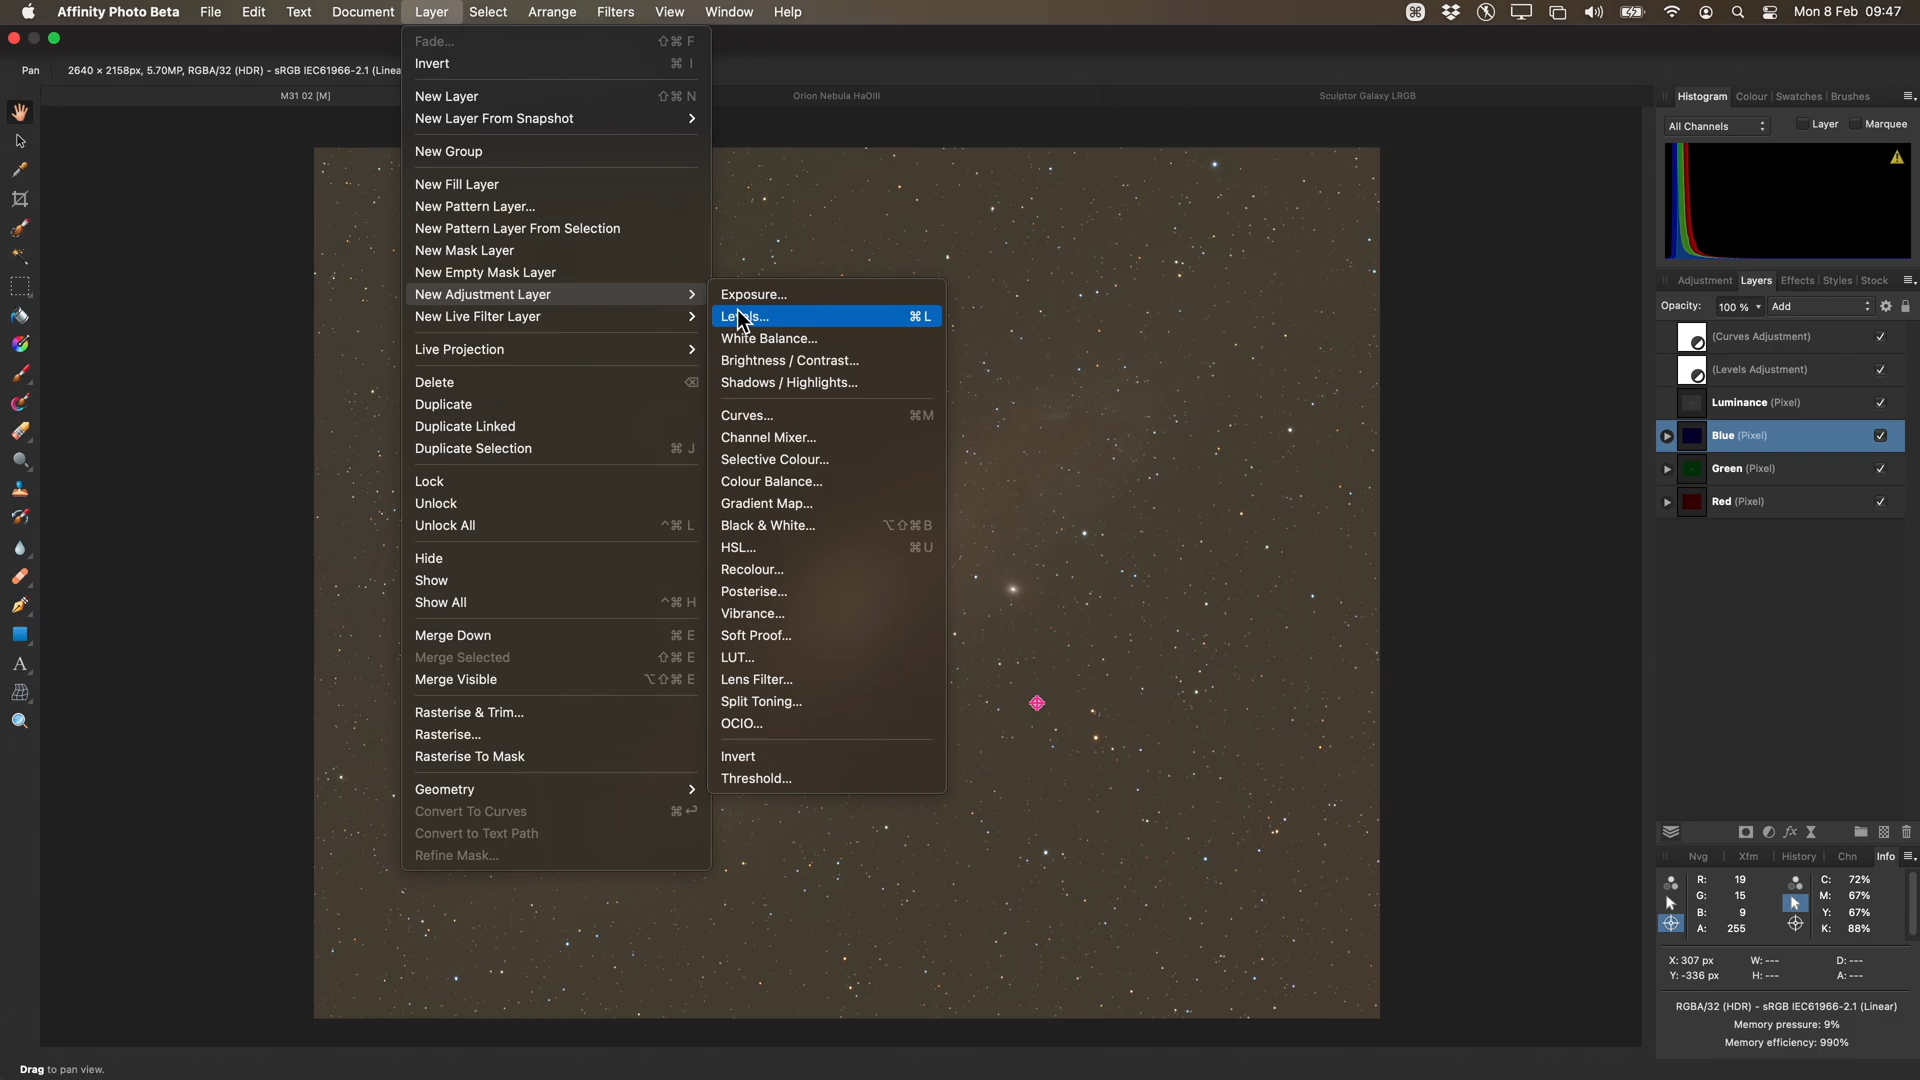 Affinity Photo Beta File Edit Text Document Layer Select Arrange Filters View Window Help Mon 8 Feb 09:47
Pan 2640 × 2158px, 5.70MP, RGBA/32 (HDR) - sRGB IEC61966-2.1 (Linea
M31 02 [M] Orion Nebula HaOIII Sculptor Galaxy LRGB
Fade... ⇧⌘ F
Invert ⌘ I
New Layer ⇧⌘ N
New Layer From Snapshot
New Group
New Fill Layer
New Pattern Layer...
New Pattern Layer From Selection
New Mask Layer
New Empty Mask Layer
New Adjustment Layer
New Live Filter Layer
Live Projection
Delete ⌫
Duplicate
Duplicate Linked
Duplicate Selection ⌘ J
Lock
Unlock
Unlock All ^⌘ L
Hide
Show
Show All ^⌘ H
Merge Down ⌘ E
Merge Selected ⇧⌘ E
Merge Visible ⌥⇧⌘ E
Rasterise & Trim...
Rasterise...
Rasterise To Mask
Geometry
Convert To Curves ⌘↩
Convert to Text Path
Refine Mask...
Exposure...
Levels... ⌘L
White Balance...
Brightness / Contrast...
Shadows / Highlights...
Curves... ⌘M
Channel Mixer...
Selective Colour...
Colour Balance...
Gradient Map...
Black & White... ⌥⇧⌘B
HSL... ⌘U
Recolour...
Posterise...
Vibrance...
Soft Proof...
LUT...
Lens Filter...
Split Toning...
OCIO...
Invert
Threshold...
Histogram Colour Swatches Brushes
All Channels Layer Marquee
Adjustment Layers Effects Styles Stock
Opacity: 100 % Add
(Curves Adjustment)
(Levels Adjustment)
Luminance (Pixel)
Blue (Pixel)
Green (Pixel)
Red (Pixel)
Nvg Xfm History Chn Info
R: 19 C: 72%
G: 15 M: 67%
B: 9 Y: 67%
A: 255 K: 88%
X: 307 px W: --- D: ---
Y: -336 px H: --- A: ---
RGBA/32 (HDR) - sRGB IEC61966-2.1 (Linear)
Memory pressure: 9%
Memory efficiency: 990%
Drag to pan view.